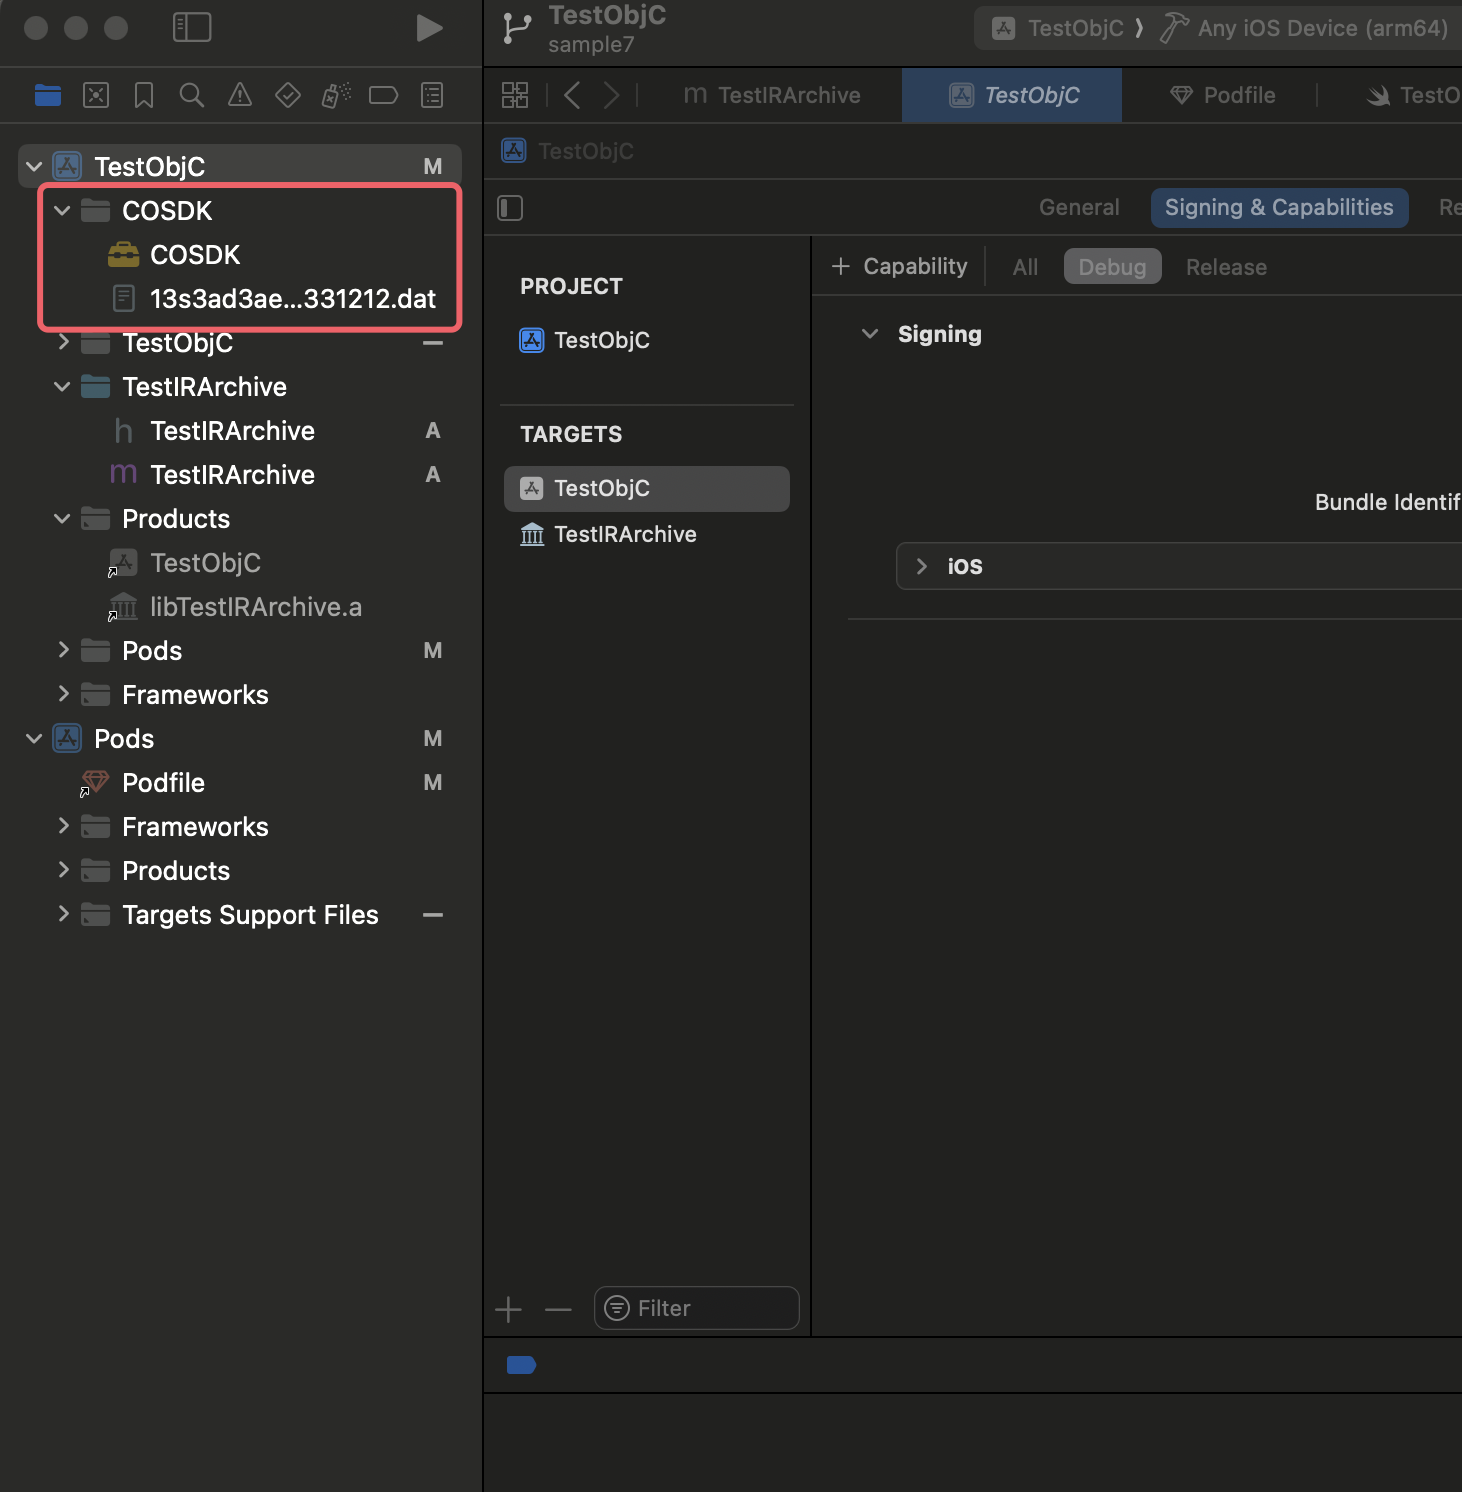 TestObjC
sample7
TestObjC
Any iOS Device (arm64)
m TestIRArchive
TestObjC
Podfile
TestO
TestObjC
General
Signing & Capabilities
Re
TestObjC M
COSDK
COSDK
13s3ad3ae...331212.dat
TestObjC
TestIRArchive
h TestIRArchive A
m TestIRArchive A
Products
TestObjC
libTestIRArchive.a
Pods M
Frameworks
Pods M
Podfile M
Frameworks
Products
Targets Support Files
PROJECT
TestObjC
TARGETS
TestObjC
TestIRArchive
+ Capability
All
Debug
Release
Signing
Bundle Identif
iOS
Filter